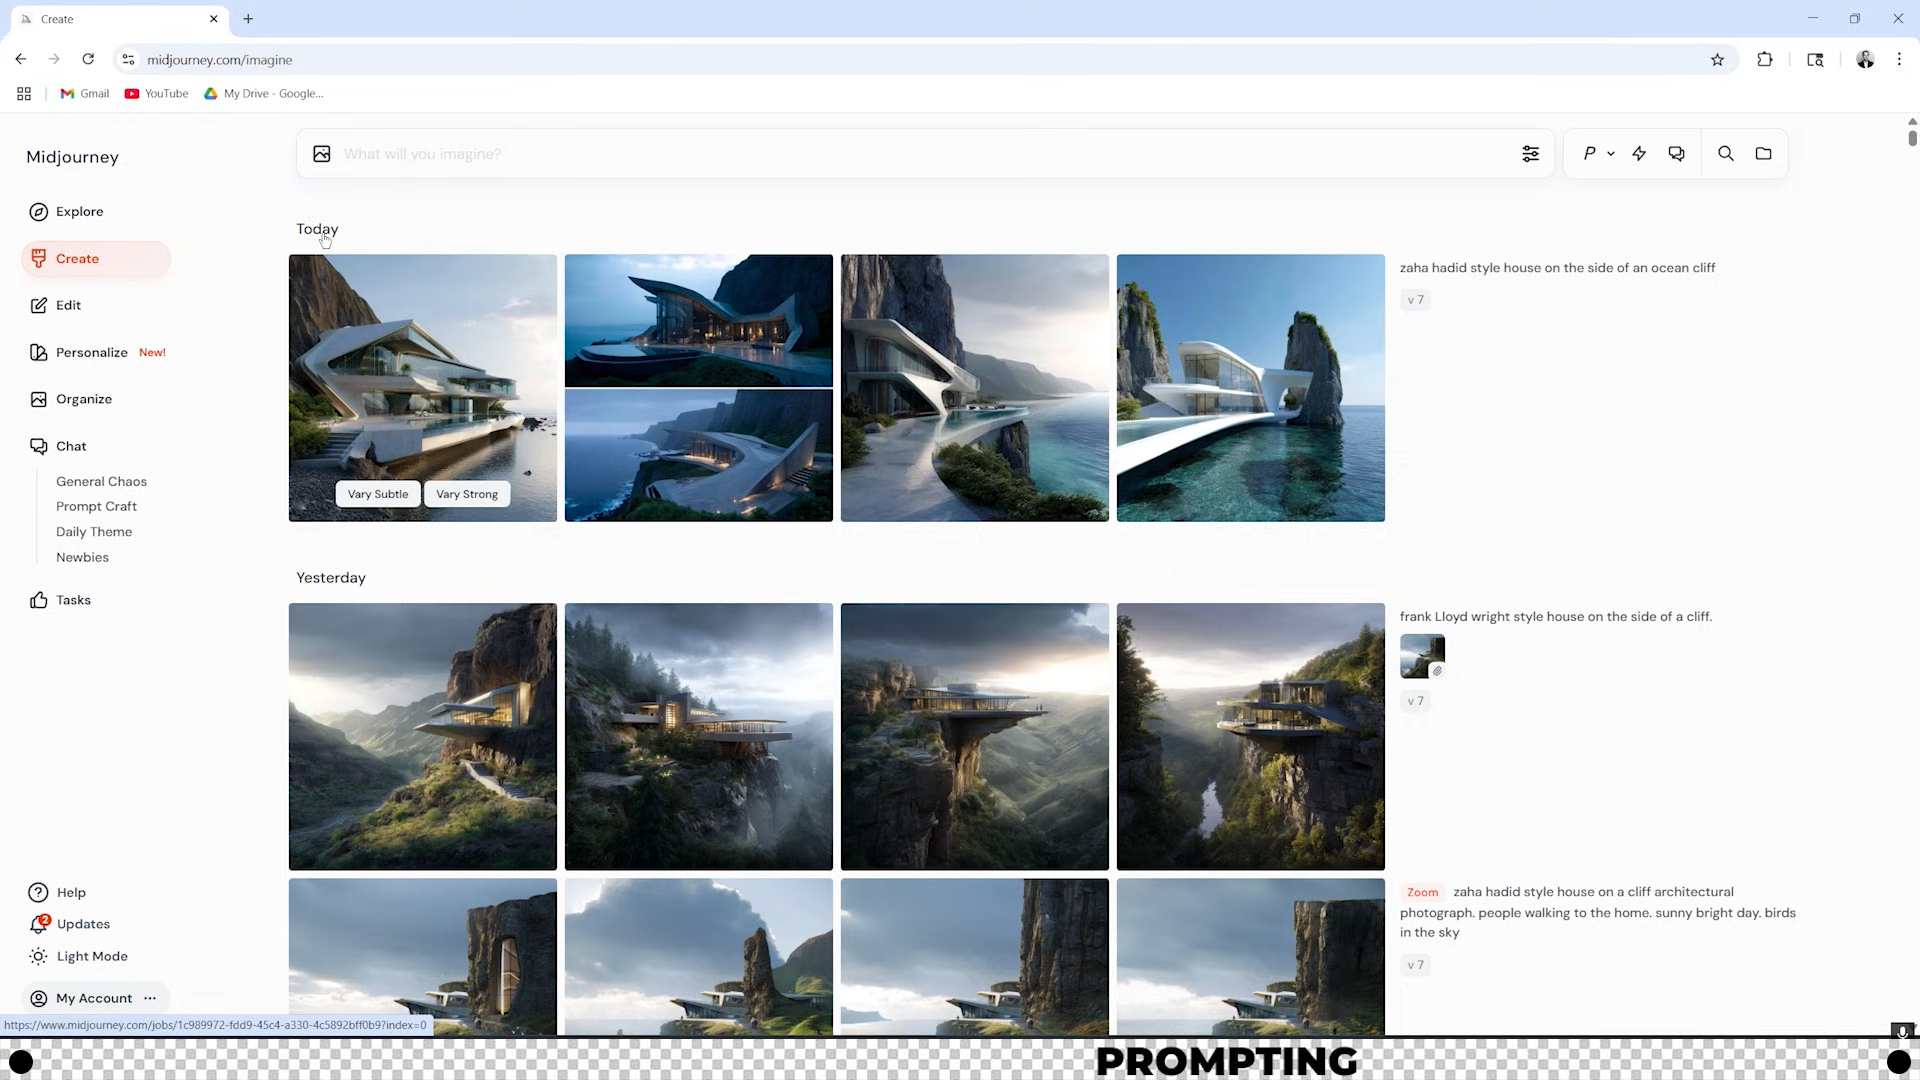 Create
midjourney.com/imagine
Gmail
YouTube
My Drive - Google...
Midjourney
What will you imagine?
P
Explore
Create
Edit
Personalize New!
Organize
Chat
General Chaos
Prompt Craft
Daily Theme
Newbies
Tasks
Help
2
Updates
Light Mode
My Account ...
https://www.midjourney.com/jobs/1c989972-fdd9-45c4-a330-4c5892bff0b9?index=0
Today
Vary Subtle
Vary Strong
zaha hadid style house on the side of an ocean cliff
v 7
Yesterday
frank Lloyd wright style house on the side of a cliff.
v 7
Zoom zaha hadid style house on a cliff architectural
photograph. people walking to the home. sunny bright day. birds
in the sky
v 7
PROMPTING